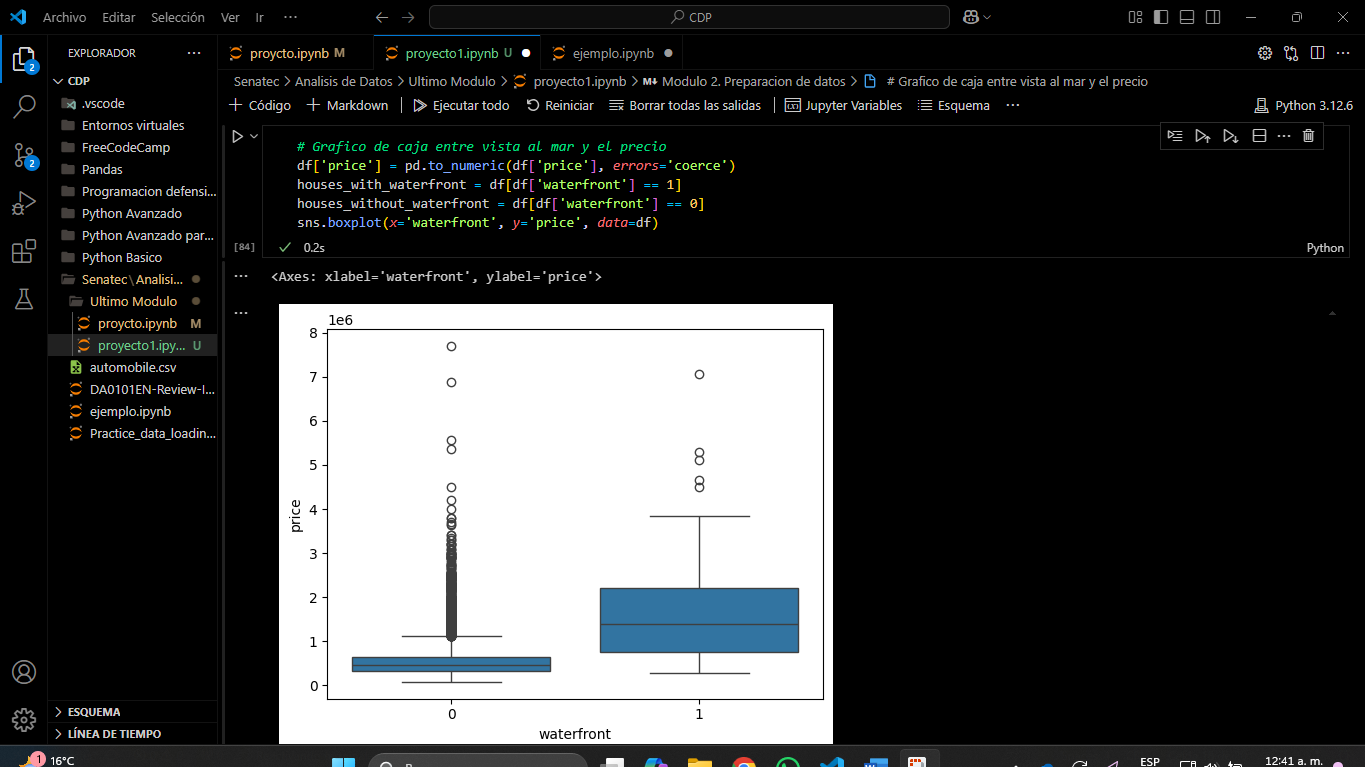 Archivo Editar Selección Ver Ir ··· CDP
EXPLORADOR ···
CDP
.vscode
Entornos virtuales
FreeCodeCamp
Pandas
Programacion defensi...
Python Avanzado
Python Avanzado par...
Python Basico
Senatec\Analisi...
Ultimo Modulo
proycto.ipynb M
proyecto1.ipy... U
automobile.csv
DA0101EN-Review-I...
ejemplo.ipynb
Practice_data_loadin...
ESQUEMA
LÍNEA DE TIEMPO
2
2
proycto.ipynb M proyecto1.ipynb U ejemplo.ipynb
Senatec > Analisis de Datos > Ultimo Modulo > proyecto1.ipynb > M↓ Modulo 2. Preparacion de datos > # Grafico de caja entre vista al mar y el precio
+ Código + Markdown Ejecutar todo Reiniciar Borrar todas las salidas Jupyter Variables Esquema ··· Python 3.12.6
# Grafico de caja entre vista al mar y el precio
df['price'] = pd.to_numeric(df['price'], errors='coerce')
houses_with_waterfront = df[df['waterfront'] == 1]
houses_without_waterfront = df[df['waterfront'] == 0]
sns.boxplot(x='waterfront', y='price', data=df)
[84] 0.2s Python
<Axes: xlabel='waterfront', ylabel='price'>
1e6
8
7
6
5
4
3
2
1
0
price
0 1
waterfront
1 16°C ESP 12:41 a. m.